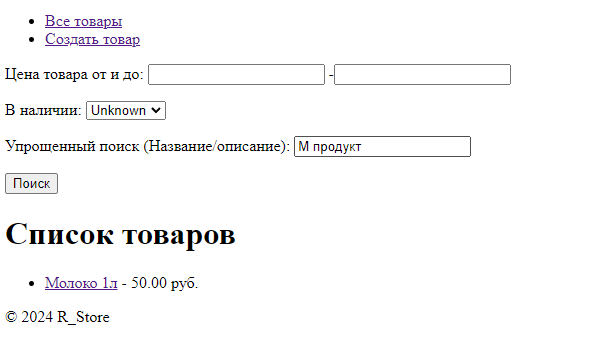 Все товары
Создать товар
Цена товара от и до: -
В наличии: Unknown
Упрошенный поиск (Название/описание): М продукт
Поиск
Список товаров
Молоко 1л - 50.00 руб.
© 2024 R_Store